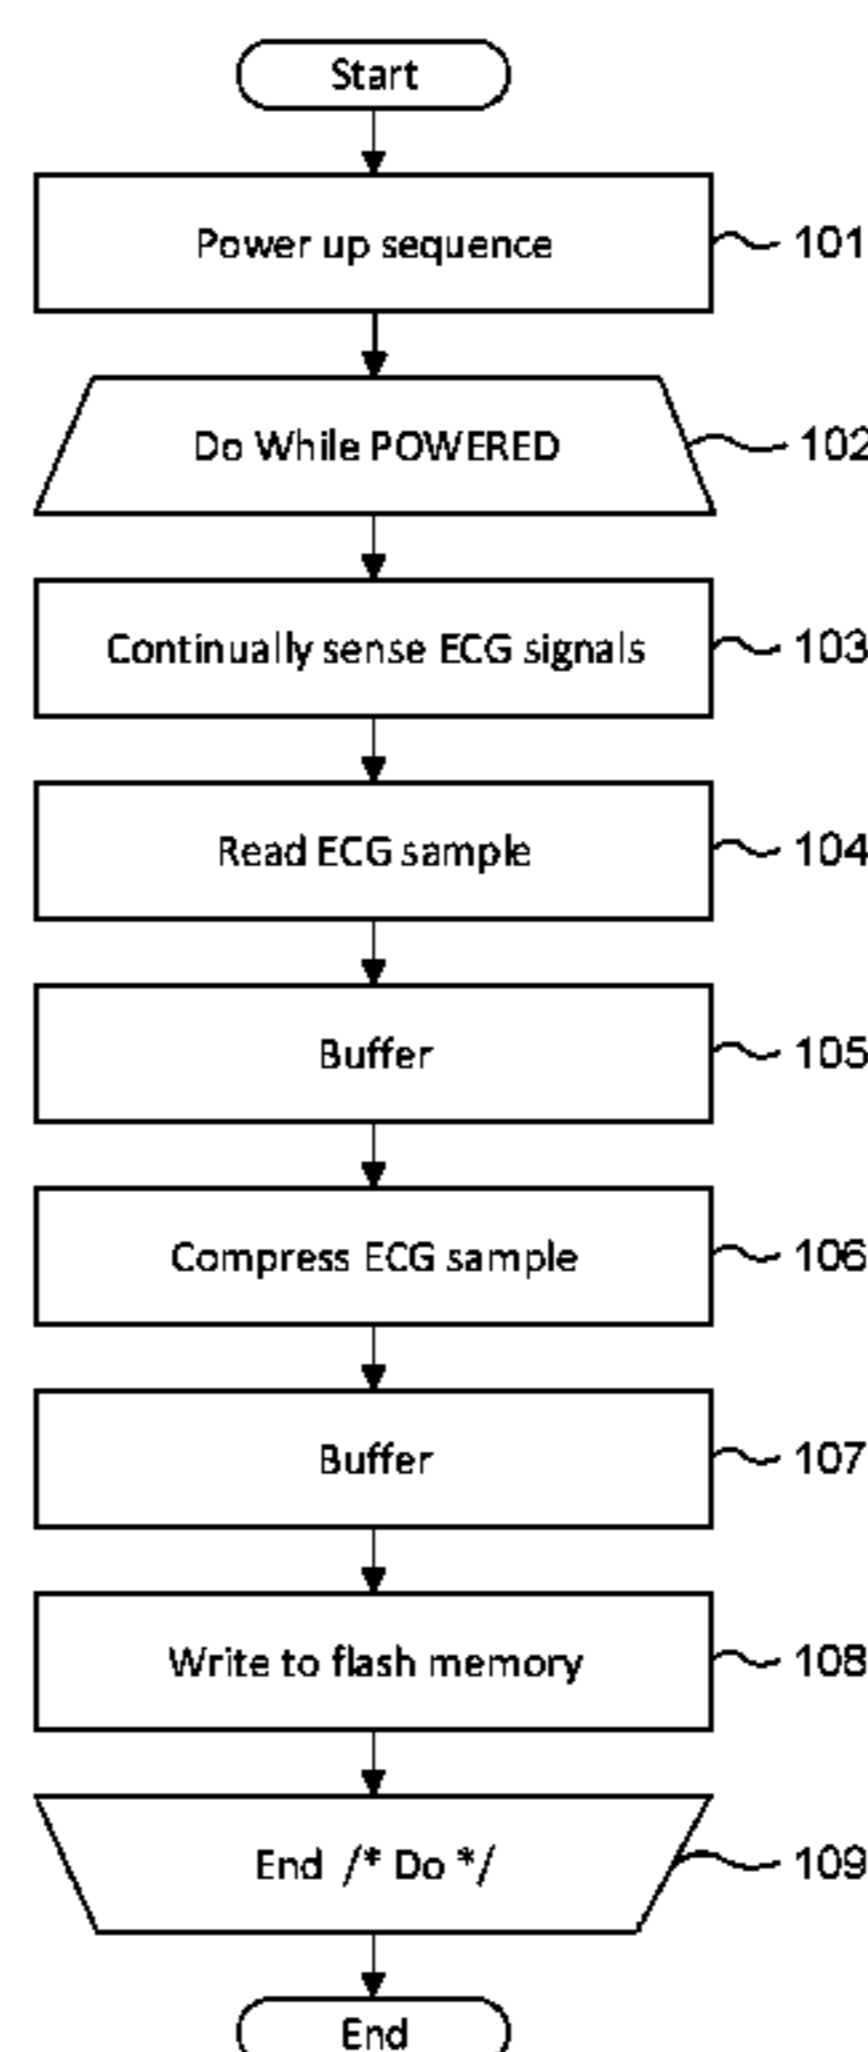 Start
Power up sequence 101
Do While POWERED 102
Continually sense ECG signals 103
Read ECG sample 104
Buffer 105
Compress ECG sample 106
Buffer 107
Write to flash memory 108
End /* Do */ 109
End